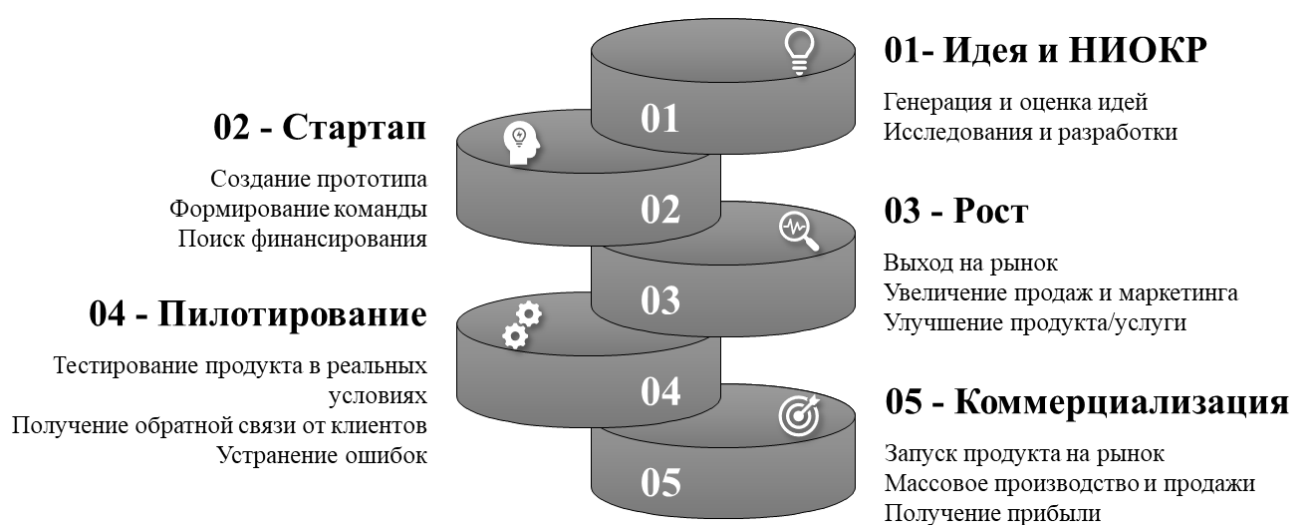 01- Идея и НИОКР
Генерация и оценка идей
Исследования и разработки
01
02 - Стартап
Создание прототипа
Формирование команды
Поиск финансирования
02
03 - Рост
Выход на рынок
Увеличение продаж и маркетинга
Улучшение продукта/услуги
03
04 - Пилотирование
Тестирование продукта в реальных
условиях
Получение обратной связи от клиентов
Устранение ошибок
04
05 - Коммерциализация
Запуск продукта на рынок
Массовое производство и продажи
Получение прибыли
05